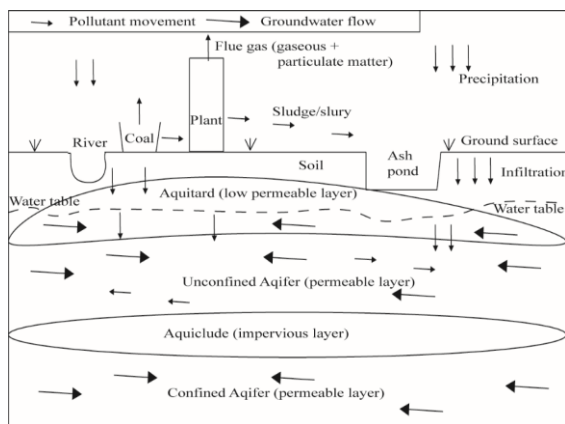 Pollutant movement
Groundwater flow
Flue gas (gaseous +
particulate matter)
Precipitation
Sludge/slury
Plant
River
Coal
Ground surface
Ash
pond
Soil
Infiltration
Aquitard (low permeable layer)
Water table
Water table
Unconfined Aqifer (permeable layer)
Aquiclude (impervious layer)
Confined Aqifer (permeable layer)